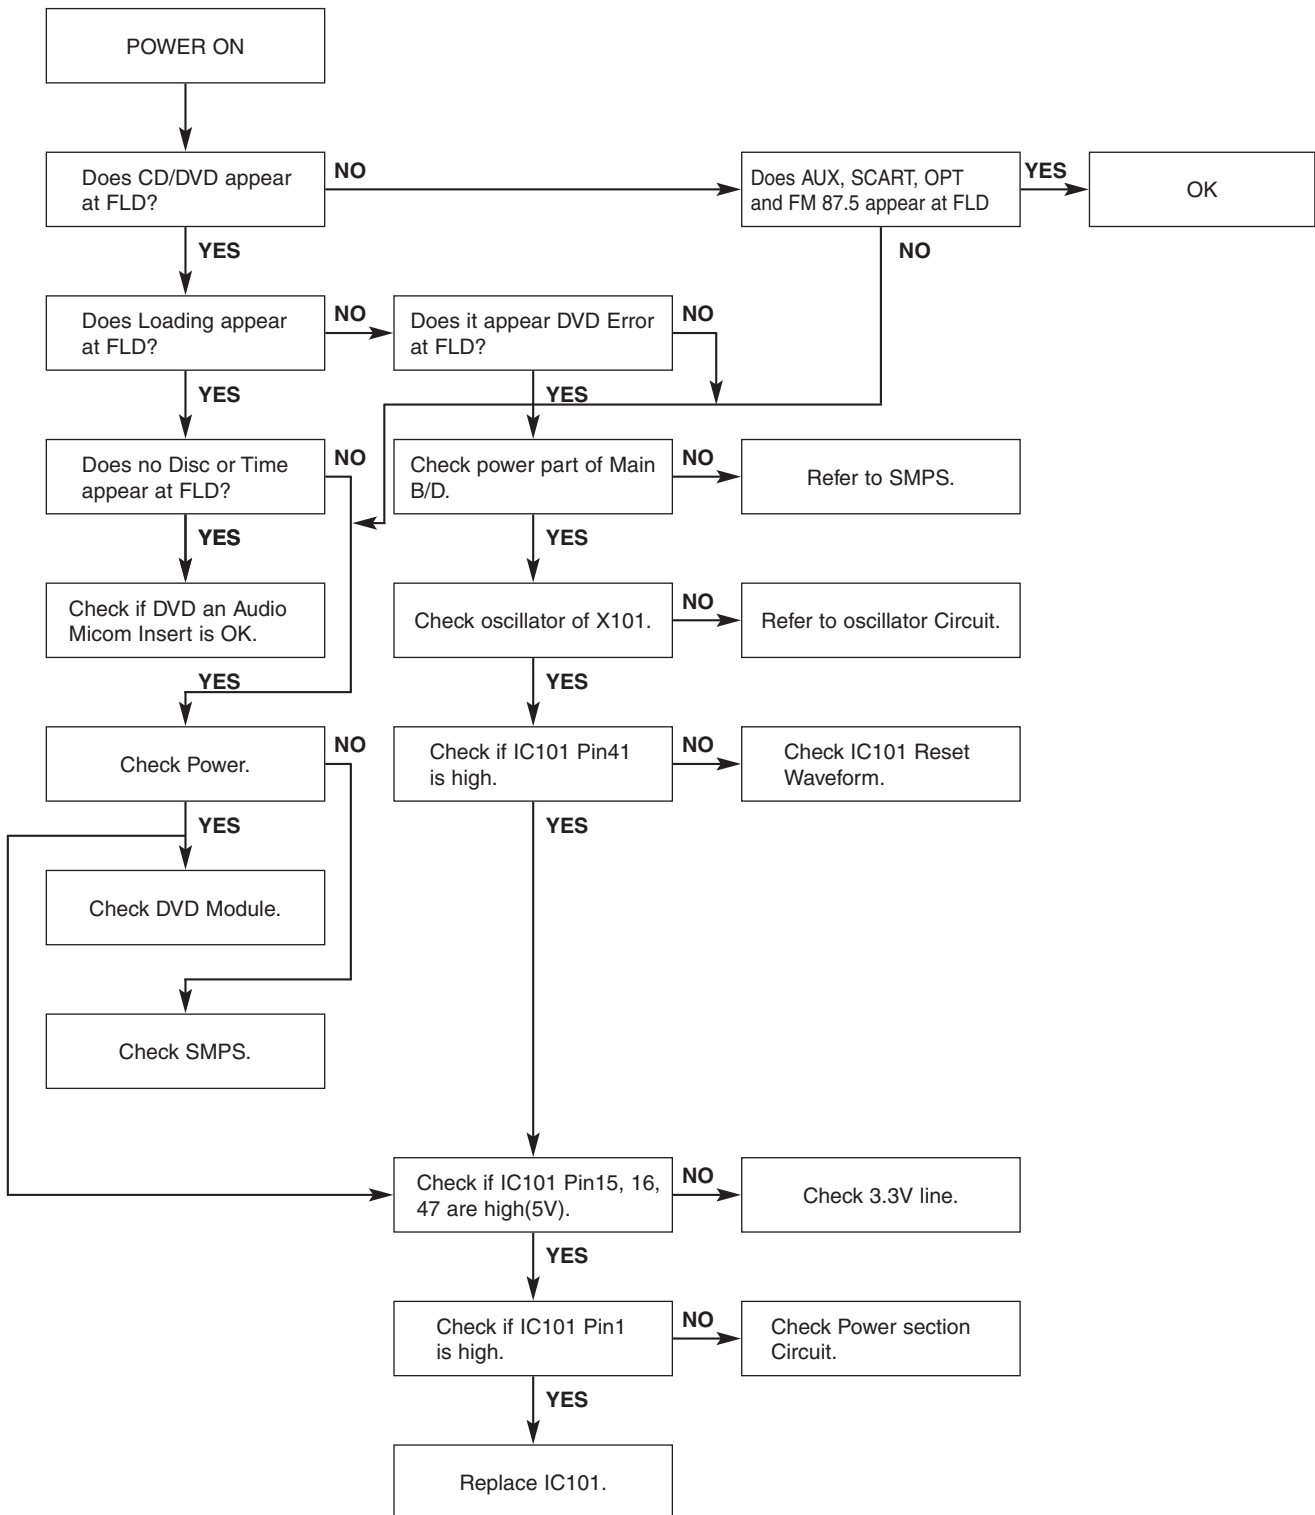 POWER ON
Does CD/DVD appear
at FLD?
NO
Does AUX, SCART, OPT
and FM 87.5 appear at FLD
YES
OK
YES
NO
Does Loading appear
at FLD?
NO
Does it appear DVD Error
at FLD?
NO
YES
YES
Does no Disc or Time
appear at FLD?
NO
Check power part of Main
B/D.
NO
Refer to SMPS.
YES
YES
Check if DVD an Audio
Micom Insert is OK.
Check oscillator of X101.
NO
Refer to oscillator Circuit.
YES
YES
Check Power.
NO
Check if IC101 Pin41
is high.
NO
Check IC101 Reset
Waveform.
YES
YES
Check DVD Module.
Check SMPS.
Check if IC101 Pin15, 16,
47 are high(5V).
NO
Check 3.3V line.
YES
Check if IC101 Pin1
is high.
NO
Check Power section
Circuit.
YES
Replace IC101.